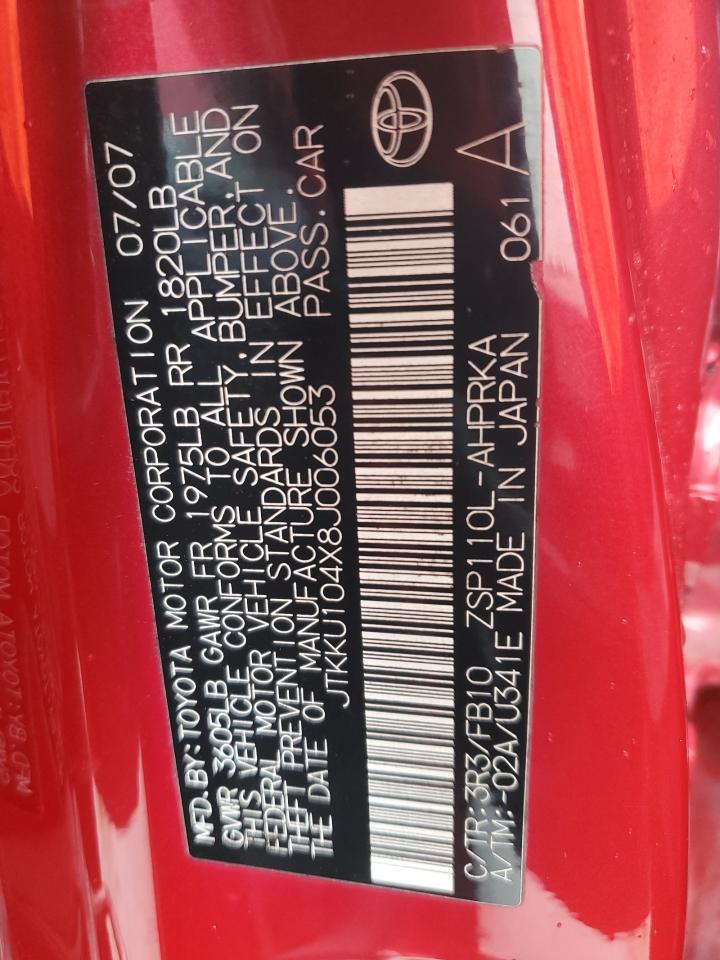 MFD.BY:TOYOTA MOTOR CORPORATION 07/07
GVWR 3605LB GAWR FR 1975LB RR 1820LB
THIS VEHICLE CONFORMS TO ALL APPLICABLE
FEDERAL MOTOR VEHICLE SAFETY,BUMPER,AND
THEFT PREVENTION STANDARDS IN EFFECT ON
THE DATE OF MANUFACTURE SHOWN ABOVE.
JTKKU104X8J006053 PASS.CAR
C/TR:3R3/FB10 ZSP110L-AHPRKA
A/TM:-02A/U341E MADE IN JAPAN 061 A